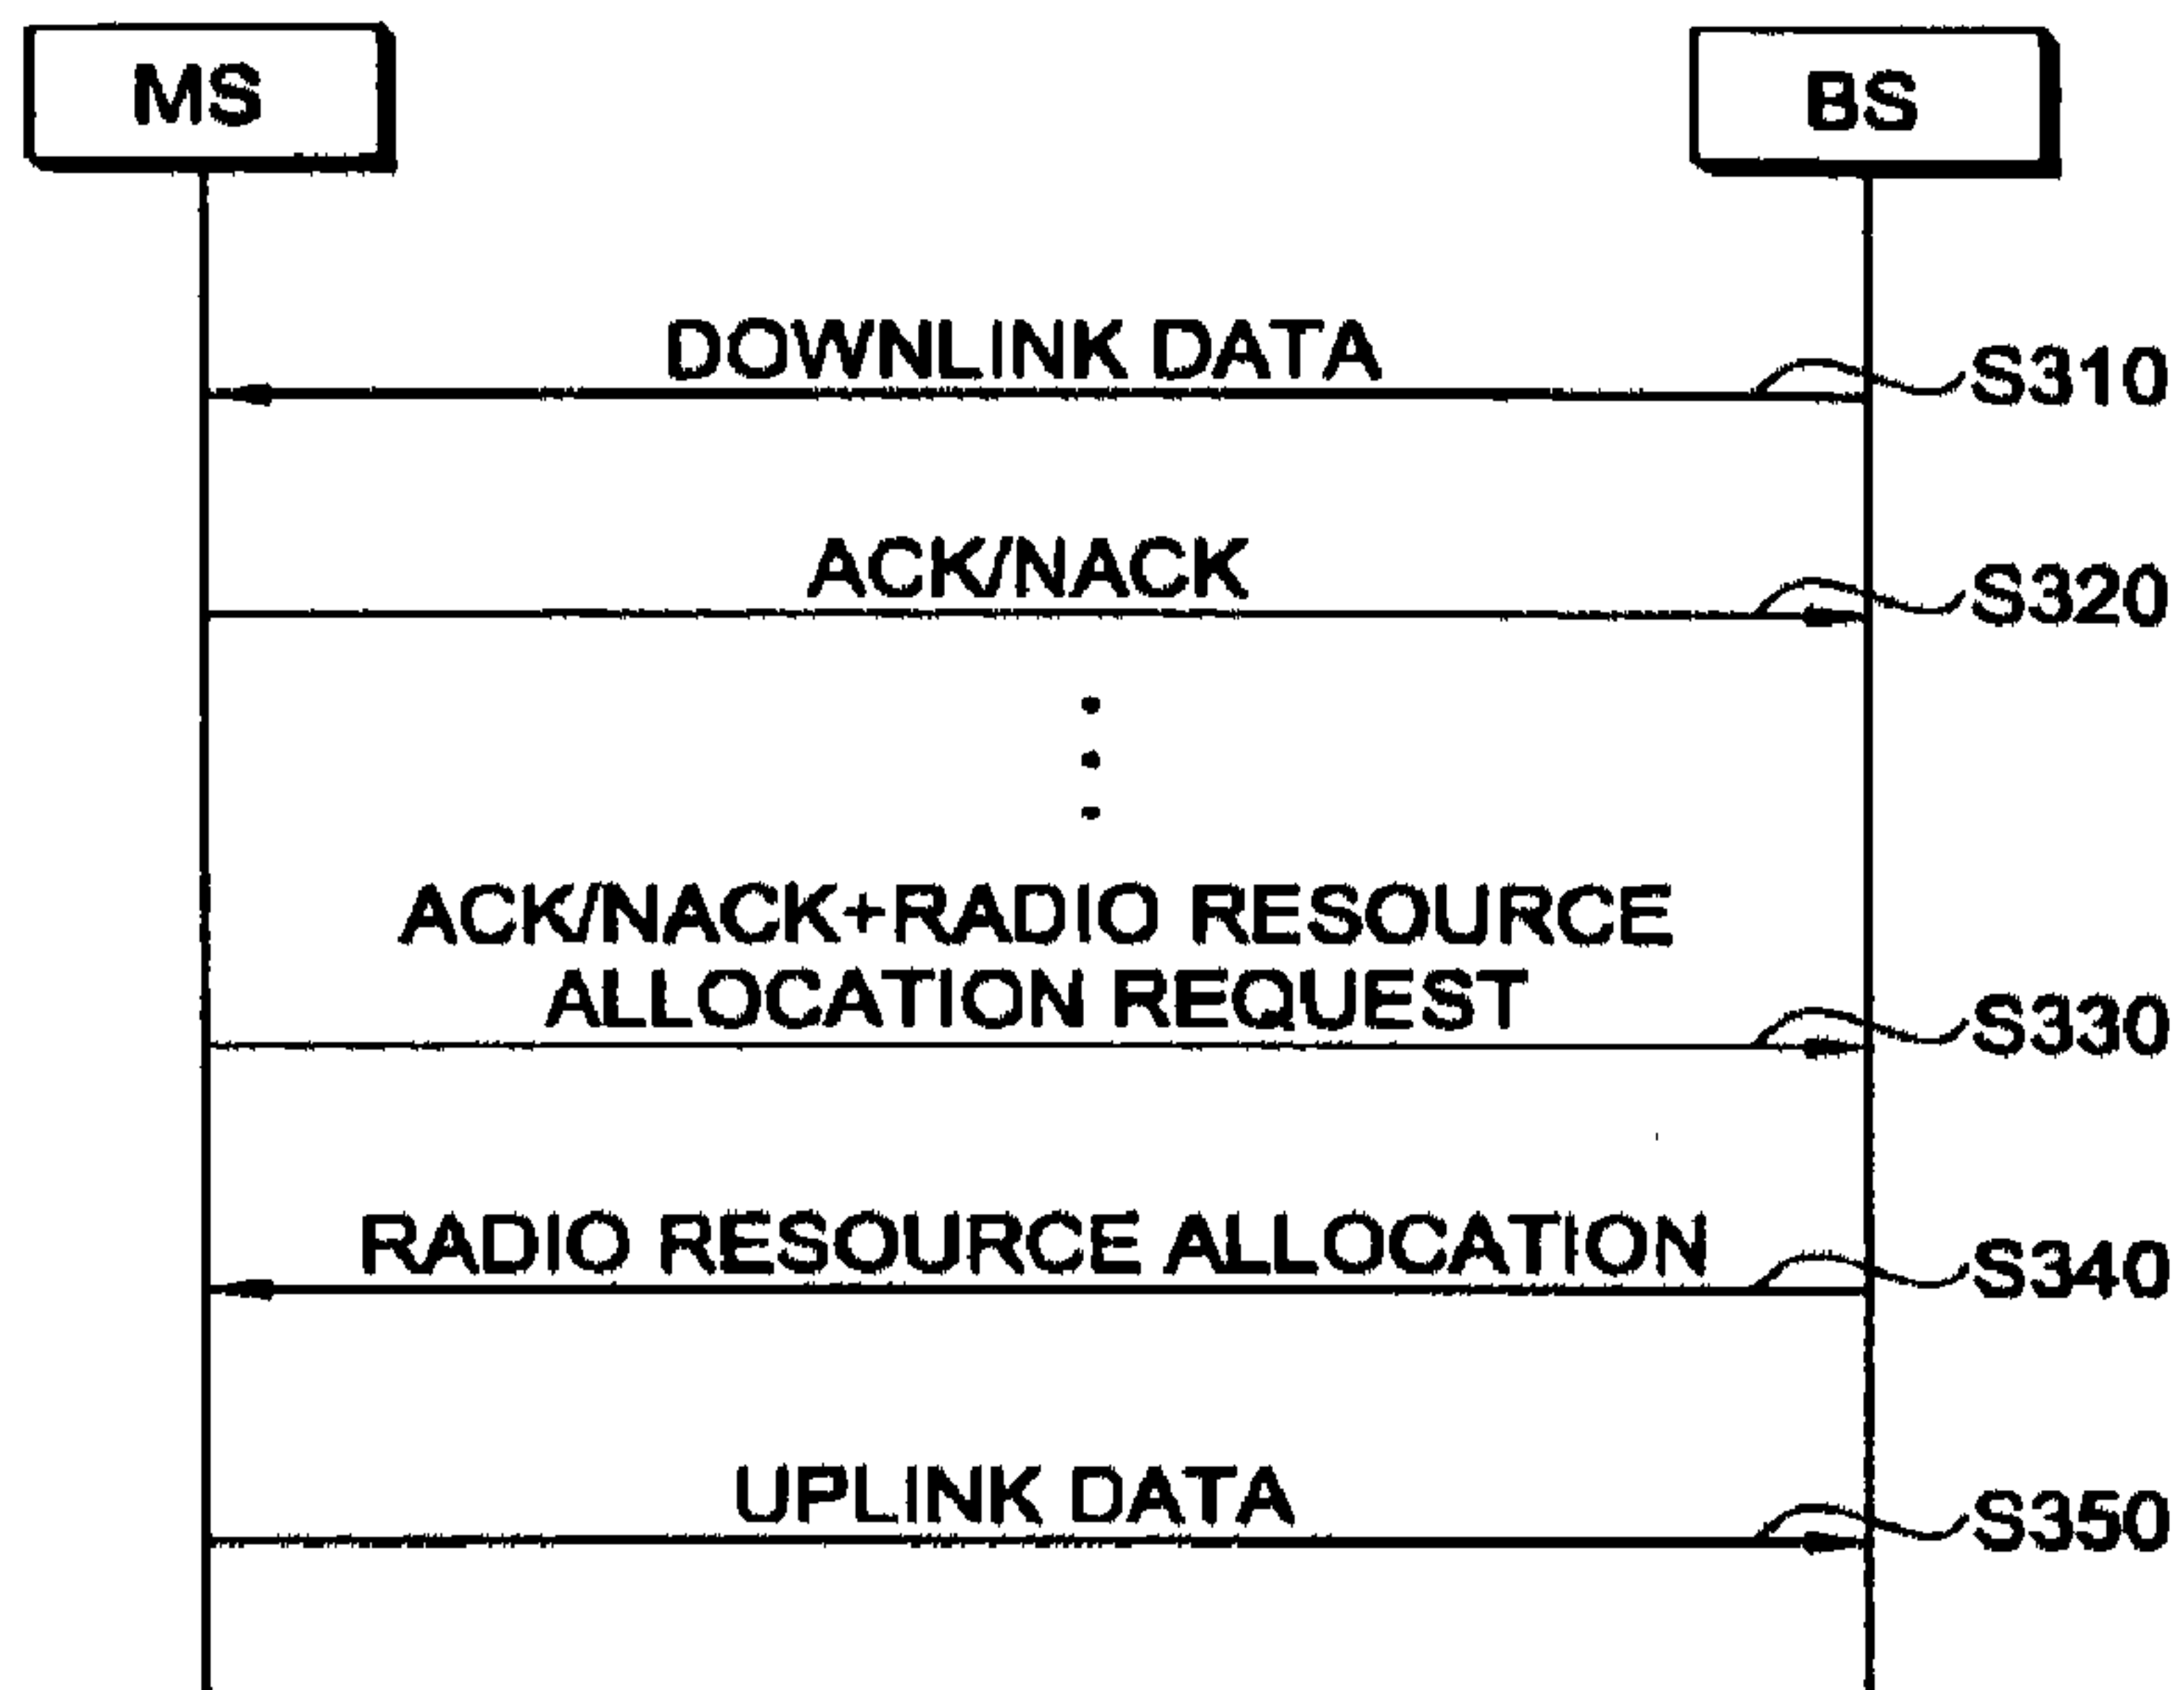 MS
BS
DOWNLINK DATA
S310
ACK/NACK
S320
ACK/NACK+RADIO RESOURCE
ALLOCATION REQUEST
S330
RADIO RESOURCE ALLOCATION
S340
UPLINK DATA
S350